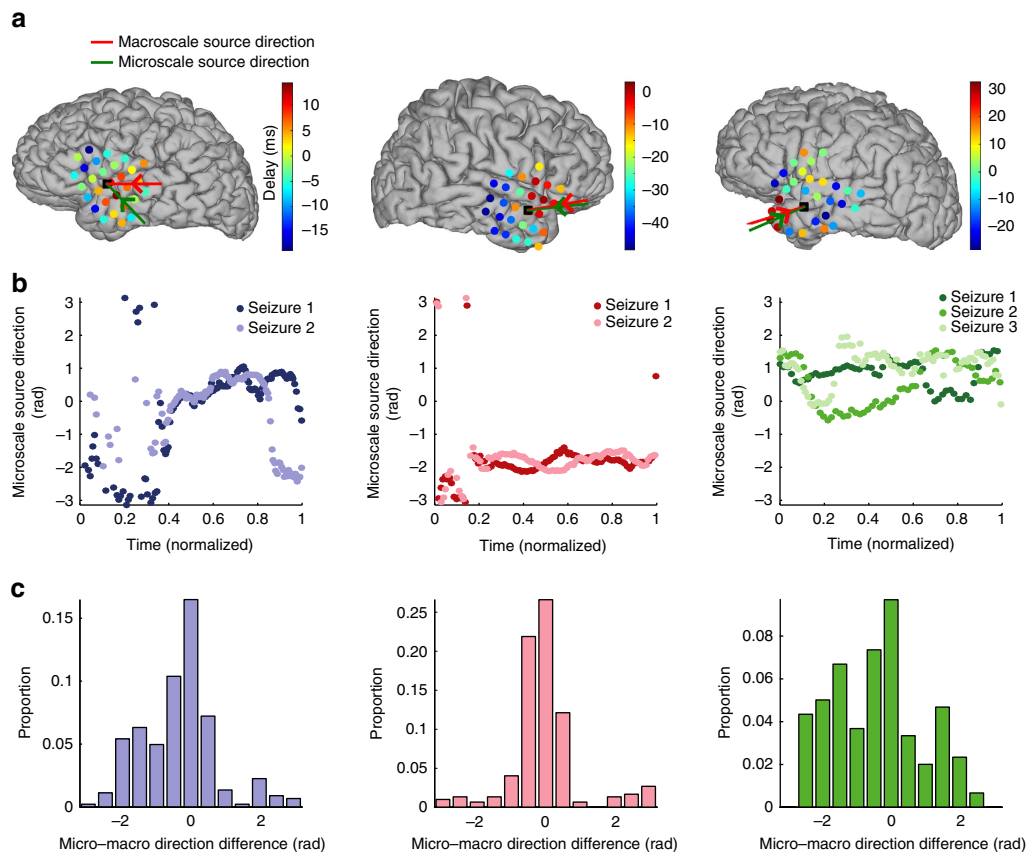 a
Macroscale source direction
Microscale source direction
Delay (ms)
10
5
0
−5
−10
−15
0
−10
−20
−30
−40
30
20
10
0
−10
−20
b
Microscale source direction
(rad)
3
2
1
0
−1
−2
−3
0 0.2 0.4 0.6 0.8 1
Time (normalized)
Seizure 1
Seizure 2
Microscale source direction
(rad)
3
2
1
0
−1
−2
−3
0 0.2 0.4 0.6 0.8 1
Time (normalized)
Seizure 1
Seizure 2
Microscale source direction
(rad)
3
2
1
0
−1
−2
−3
0 0.2 0.4 0.6 0.8 1
Time (normalized)
Seizure 1
Seizure 2
Seizure 3
c
Proportion
0.15
0.1
0.05
0
−2 0 2
Micro–macro direction difference (rad)
Proportion
0.25
0.20
0.15
0.10
0.05
0
−2 0 2
Micro–macro direction difference (rad)
Proportion
0.08
0.06
0.04
0.02
0
−2 0 2
Micro–macro direction difference (rad)